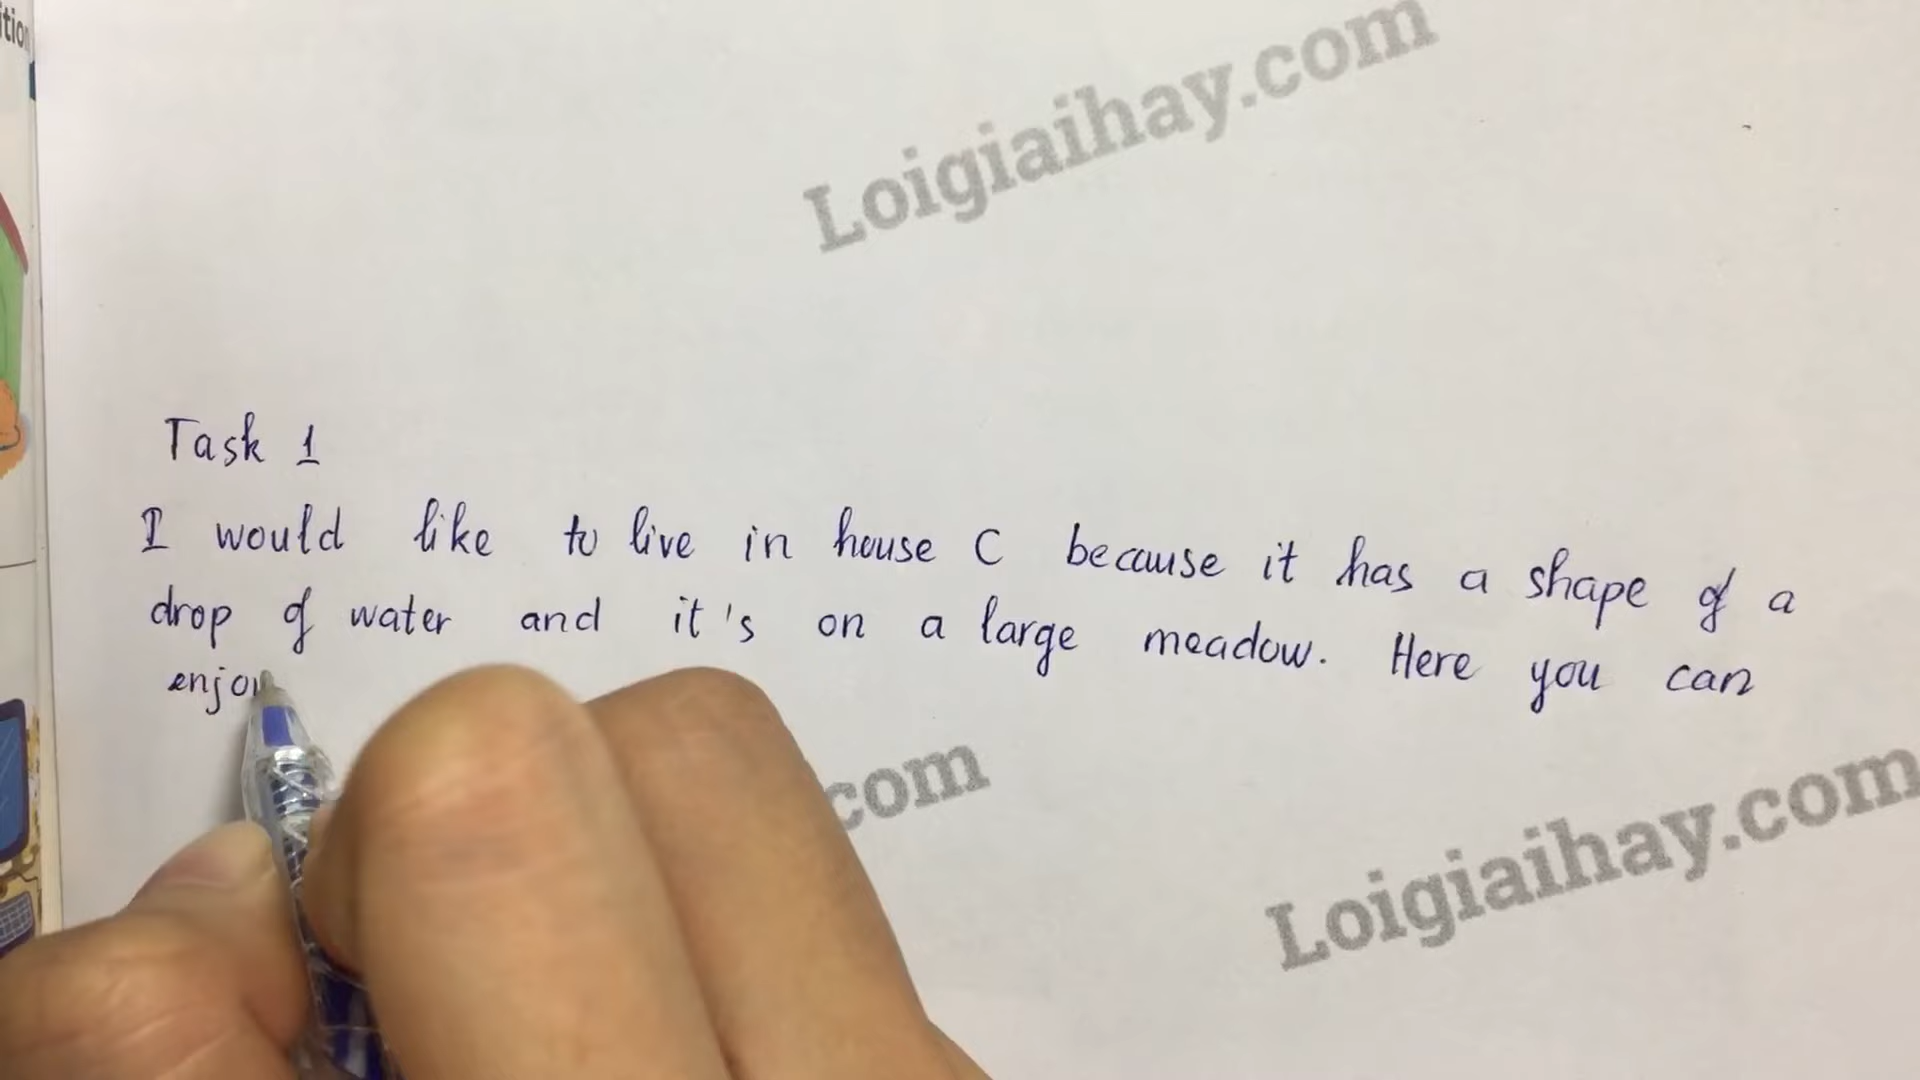 Loigiaihay.com
Task 1
I would like to live in house C because it has a shape of a
drop of water and it's on a large meadow. Here you can
.com
Loigiaihay.com